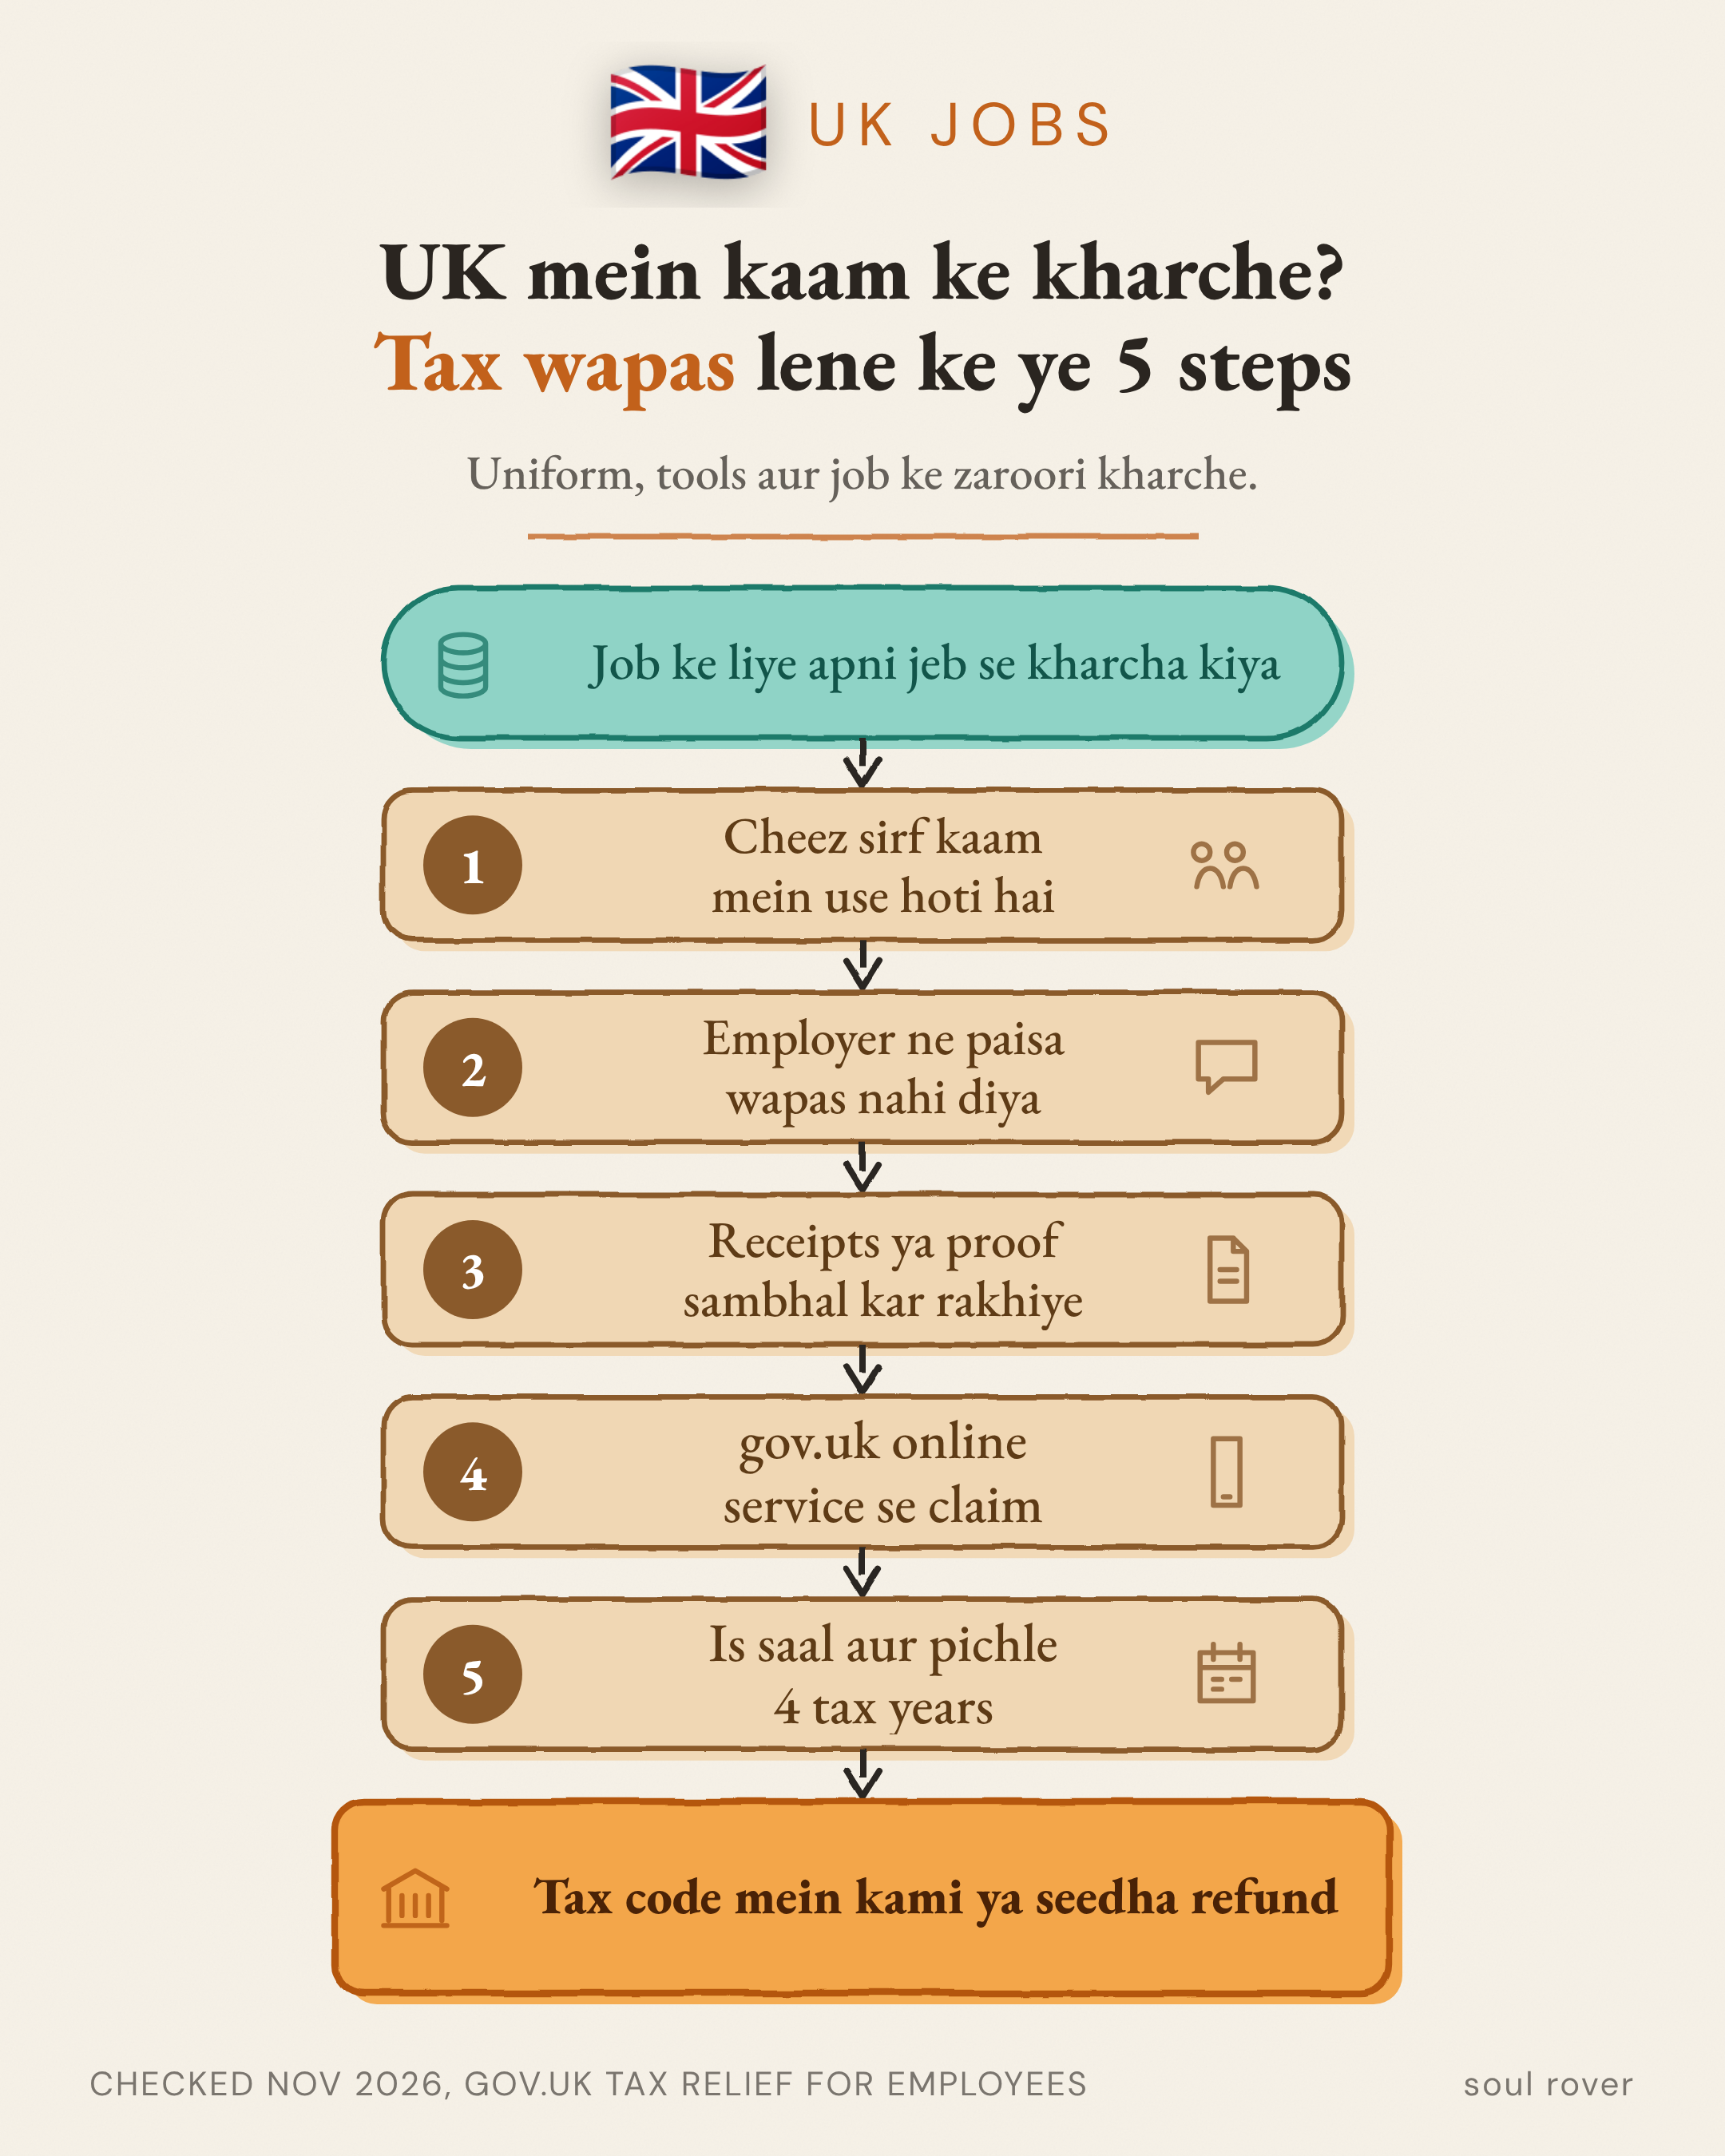 UK JOBS
UK mein kaam ke kharche?
Tax wapas lene ke ye 5 steps
Uniform, tools aur job ke zaroori kharche.
Job ke liye apni jeb se kharcha kiya
1
Cheez sirf kaam
mein use hoti hai
2
Employer ne paisa
wapas nahi diya
3
Receipts ya proof
sambhal kar rakhiye
4
gov.uk online
service se claim
5
Is saal aur pichle
4 tax years
Tax code mein kami ya seedha refund
CHECKED NOV 2026, GOV.UK TAX RELIEF FOR EMPLOYEES
soul rover